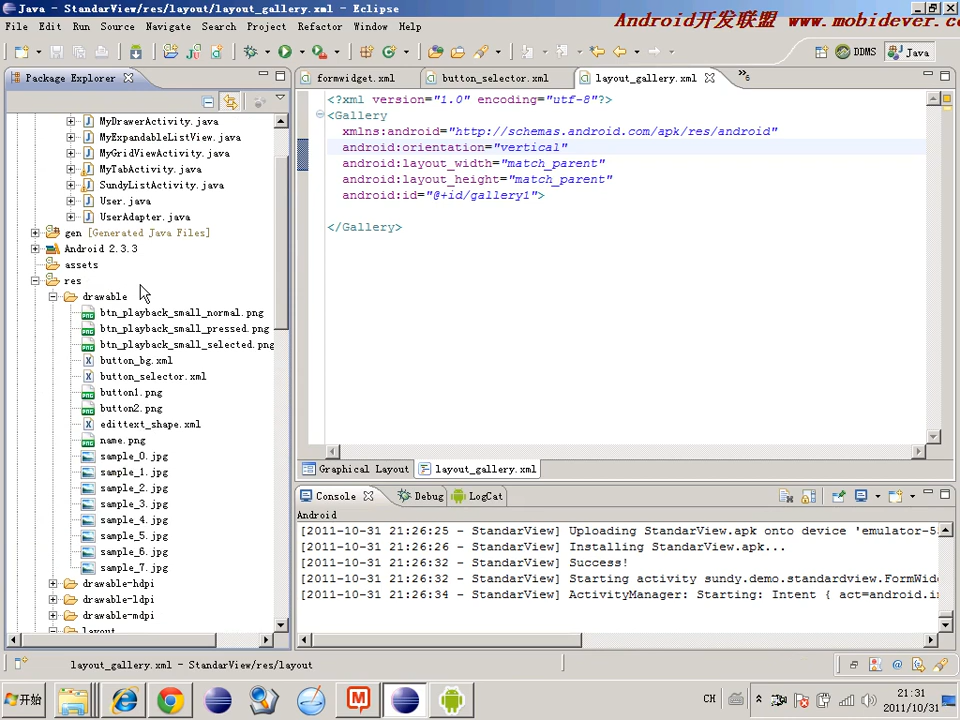 Java - StandarView/res/layout/layout_gallery.xml - Eclipse
File Edit Run Source Navigate Search Project Refactor Window Help
Android开发联盟 www.mobidever.co
DDMS Java
Package Explorer
formwidget.xml button_selector.xml layout_gallery.xml »6
MyDrawerActivity.java
MyExpandableListView.java
MyGridViewActivity.java
MyTabActivity.java
SundyListActivity.java
User.java
UserAdapter.java
gen [Generated Java Files]
Android 2.3.3
assets
res
drawable
btn_playback_small_normal.png
btn_playback_small_pressed.png
btn_playback_small_selected.png
button_bg.xml
button_selector.xml
button1.png
button2.png
edittext_shape.xml
name.png
sample_0.jpg
sample_1.jpg
sample_2.jpg
sample_3.jpg
sample_4.jpg
sample_5.jpg
sample_6.jpg
sample_7.jpg
drawable-hdpi
drawable-ldpi
drawable-mdpi
layout
<?xml version="1.0" encoding="utf-8"?>
<Gallery
xmlns:android="http://schemas.android.com/apk/res/android"
android:orientation="vertical"
android:layout_width="match_parent"
android:layout_height="match_parent"
android:id="@+id/gallery1">
</Gallery>
Graphical Layout layout_gallery.xml
Console Debug LogCat
Android
[2011-10-31 21:26:25 - StandarView] Uploading StandarView.apk onto device 'emulator-5
[2011-10-31 21:26:26 - StandarView] Installing StandarView.apk...
[2011-10-31 21:26:32 - StandarView] Success!
[2011-10-31 21:26:32 - StandarView] Starting activity sundy.demo.standardview.FormWid
[2011-10-31 21:26:34 - StandarView] ActivityManager: Starting: Intent { act=android.i
layout_gallery.xml - StandarView/res/layout
开始
CH
21:31
2011/10/31